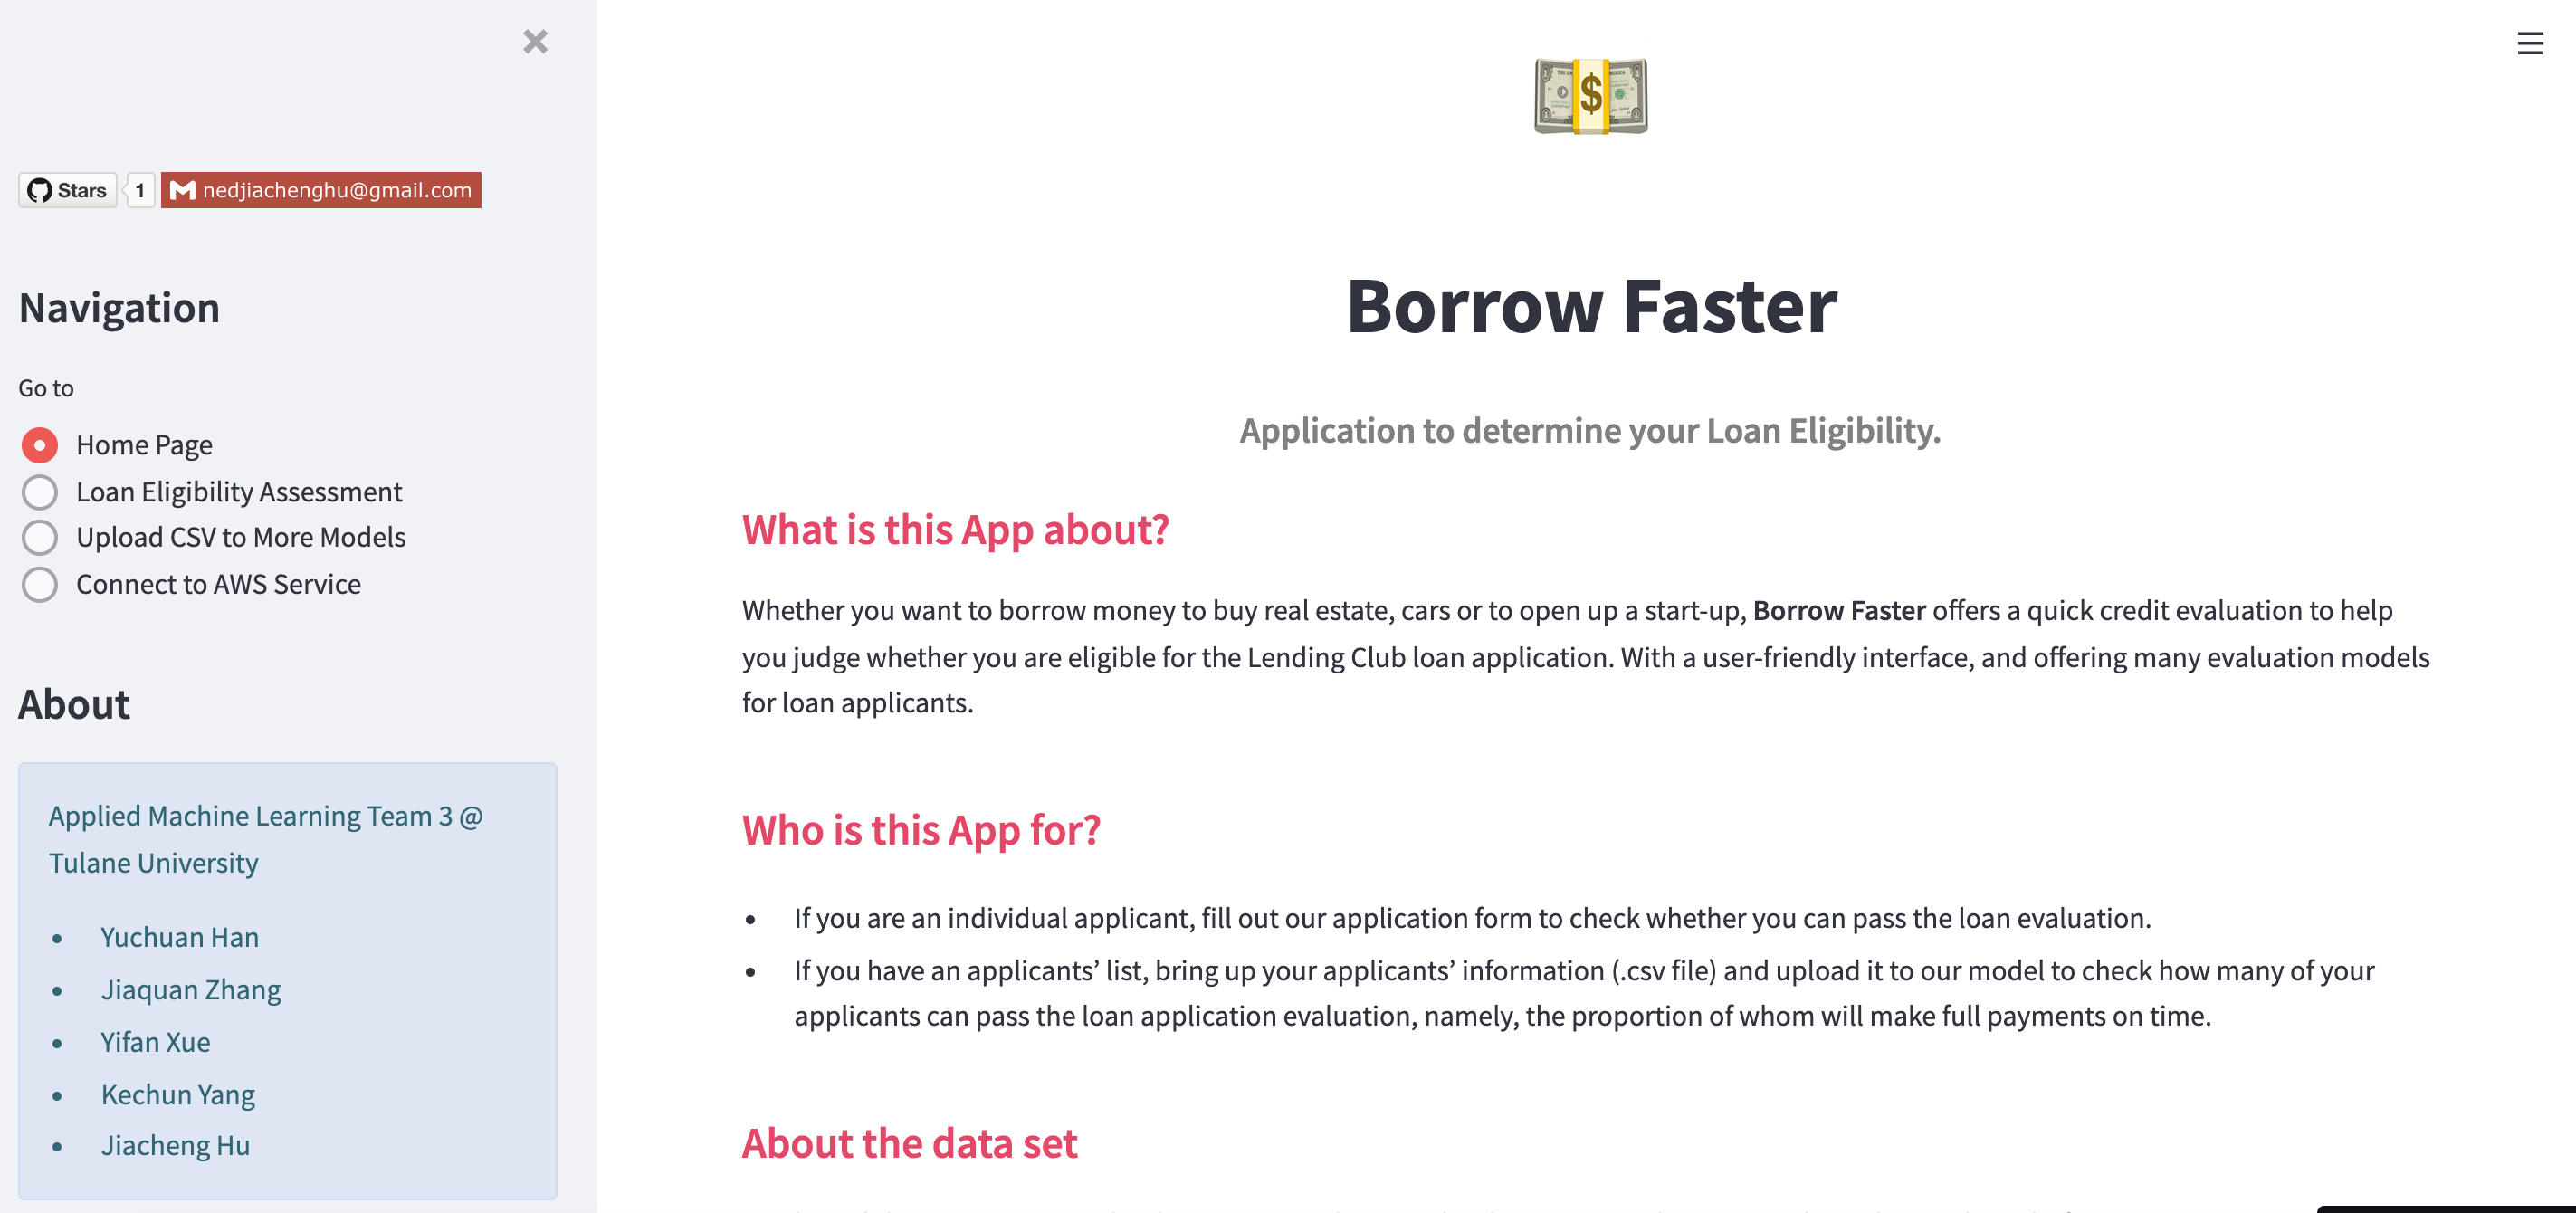 Stars 1 nedjiachenghu@gmail.com
Navigation
Go to
Home Page
Loan Eligibility Assessment
Upload CSV to More Models
Connect to AWS Service
About
Applied Machine Learning Team 3 @
Tulane University
• Yuchuan Han
• Jiaquan Zhang
• Yifan Xue
• Kechun Yang
• Jiacheng Hu
$
Borrow Faster
Application to determine your Loan Eligibility.
What is this App about?
Whether you want to borrow money to buy real estate, cars or to open up a start-up, Borrow Faster offers a quick credit evaluation to help
you judge whether you are eligible for the Lending Club loan application. With a user-friendly interface, and offering many evaluation models
for loan applicants.
Who is this App for?
• If you are an individual applicant, fill out our application form to check whether you can pass the loan evaluation.
• If you have an applicants’ list, bring up your applicants’ information (.csv file) and upload it to our model to check how many of your
applicants can pass the loan application evaluation, namely, the proportion of whom will make full payments on time.
About the data set